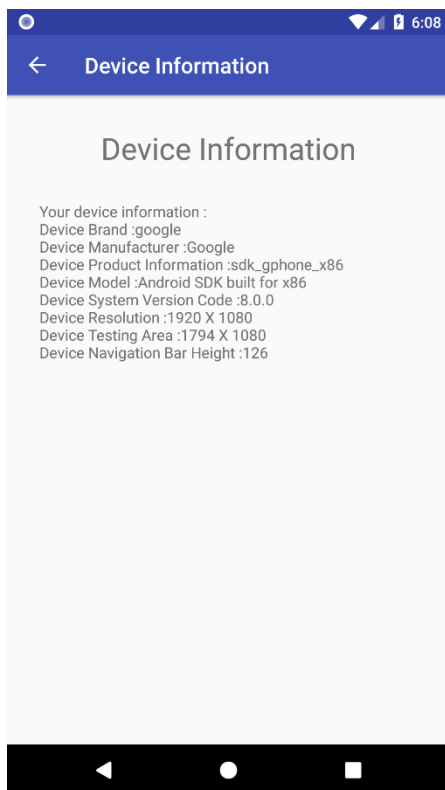 6:08
Device Information
Device Information
Your device information :
Device Brand :google
Device Manufacturer :Google
Device Product Information :sdk_gphone_x86
Device Model :Android SDK built for x86
Device System Version Code :8.0.0
Device Resolution :1920 X 1080
Device Testing Area :1794 X 1080
Device Navigation Bar Height :126